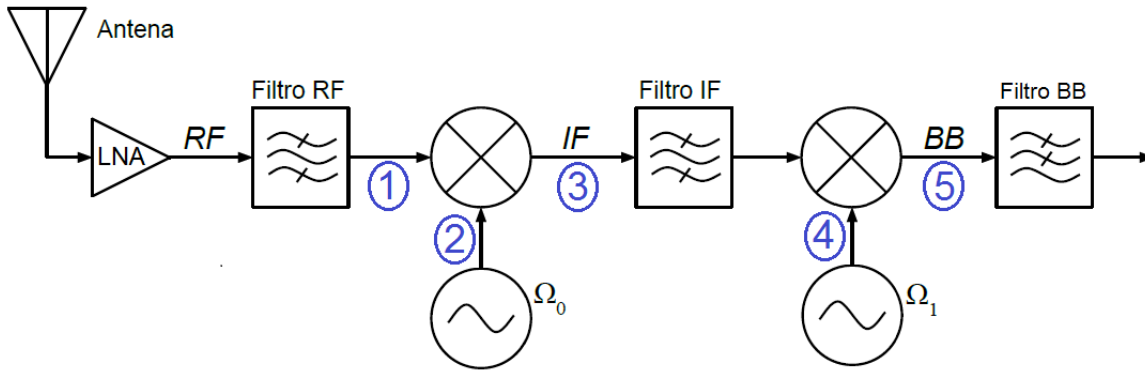 Antena
LNA
RF
Filtro RF
1
2
Ω0
IF
3
Filtro IF
4
Ω1
BB
5
Filtro BB